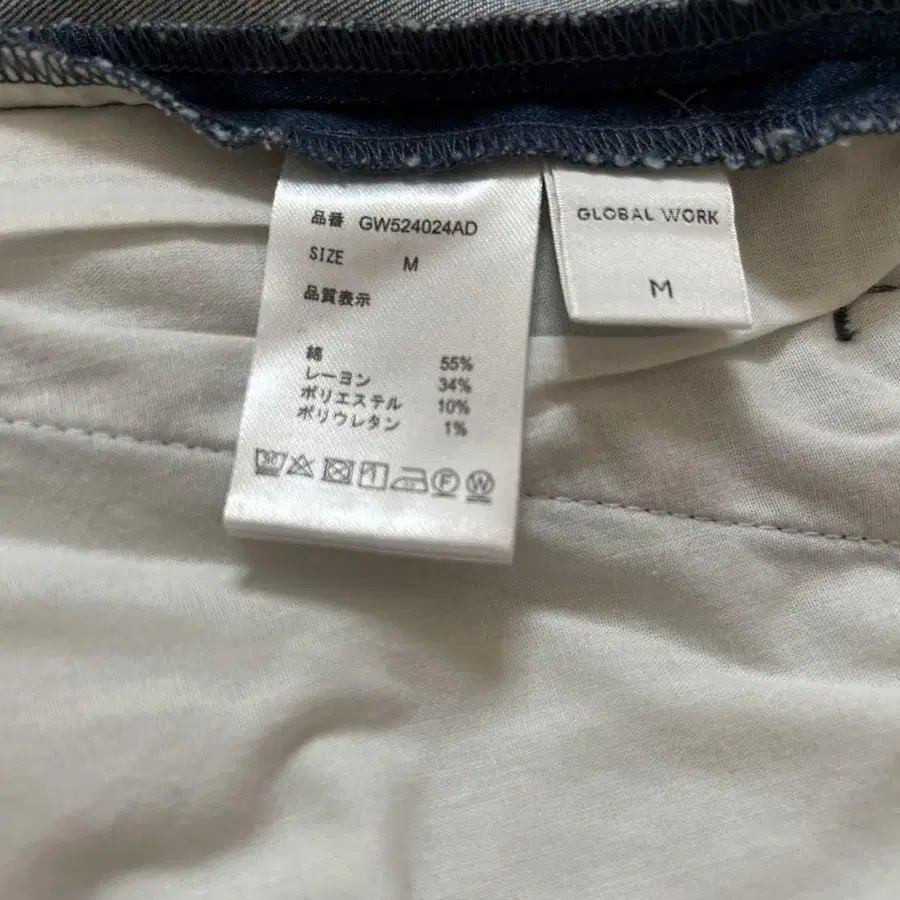 品番 GW524024AD
SIZE M
品質表示
綿 55%
レーヨン 34%
ポリエステル 10%
ポリウレタン 1%
GLOBAL WORK
M